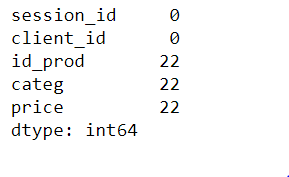 session_id     0
client_id      0
id_prod       22
categ         22
price         22
dtype: int64